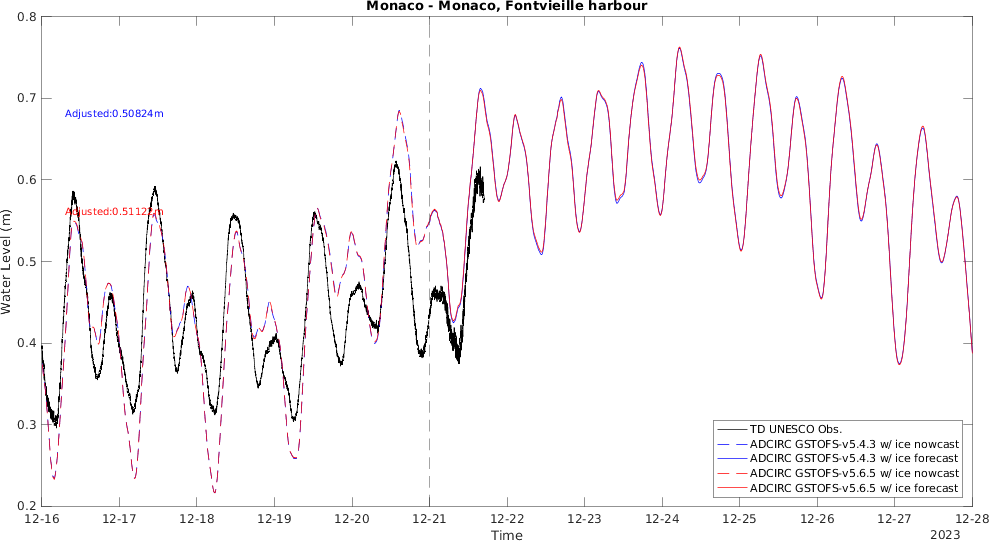 Monaco - Monaco, Fontvieille harbour
0.8
0.7
0.6
0.5
0.4
0.3
0.2
Water Level (m)
Adjusted:0.50824m
Adjusted:0.51122m
TD UNESCO Obs.
ADCIRC GSTOFS-v5.4.3 w/ ice nowcast
ADCIRC GSTOFS-v5.4.3 w/ ice forecast
ADCIRC GSTOFS-v5.6.5 w/ ice nowcast
ADCIRC GSTOFS-v5.6.5 w/ ice forecast
12-16 12-17 12-18 12-19 12-20 12-21 12-22 12-23 12-24 12-25 12-26 12-27 12-28
Time
2023